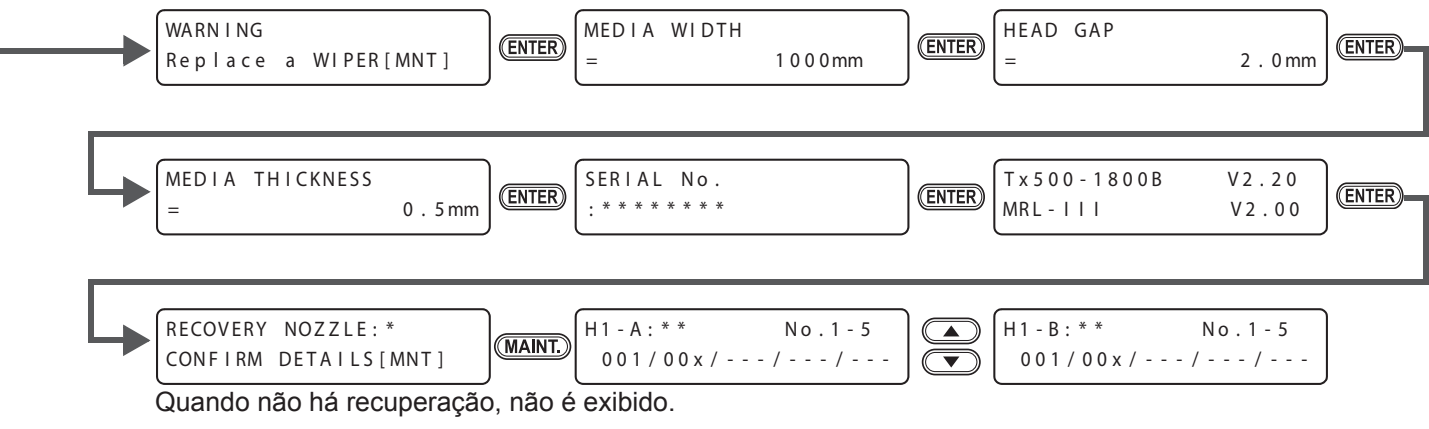 WARNING
Replace a WIPER[MNT]
ENTER
MEDIA WIDTH
= 1000mm
ENTER
HEAD GAP
= 2.0mm
ENTER
MEDIA THICKNESS
= 0.5mm
ENTER
SERIAL No.
:********
ENTER
Tx500-1800B V2.20
MRL-III V2.00
ENTER
RECOVERY NOZZLE:*
CONFIRM DETAILS[MNT]
MAINT.
H1-A:** No.1-5
001/00x/---/---/---
H1-B:** No.1-5
001/00x/---/---/---
Quando não há recuperação, não é exibido.